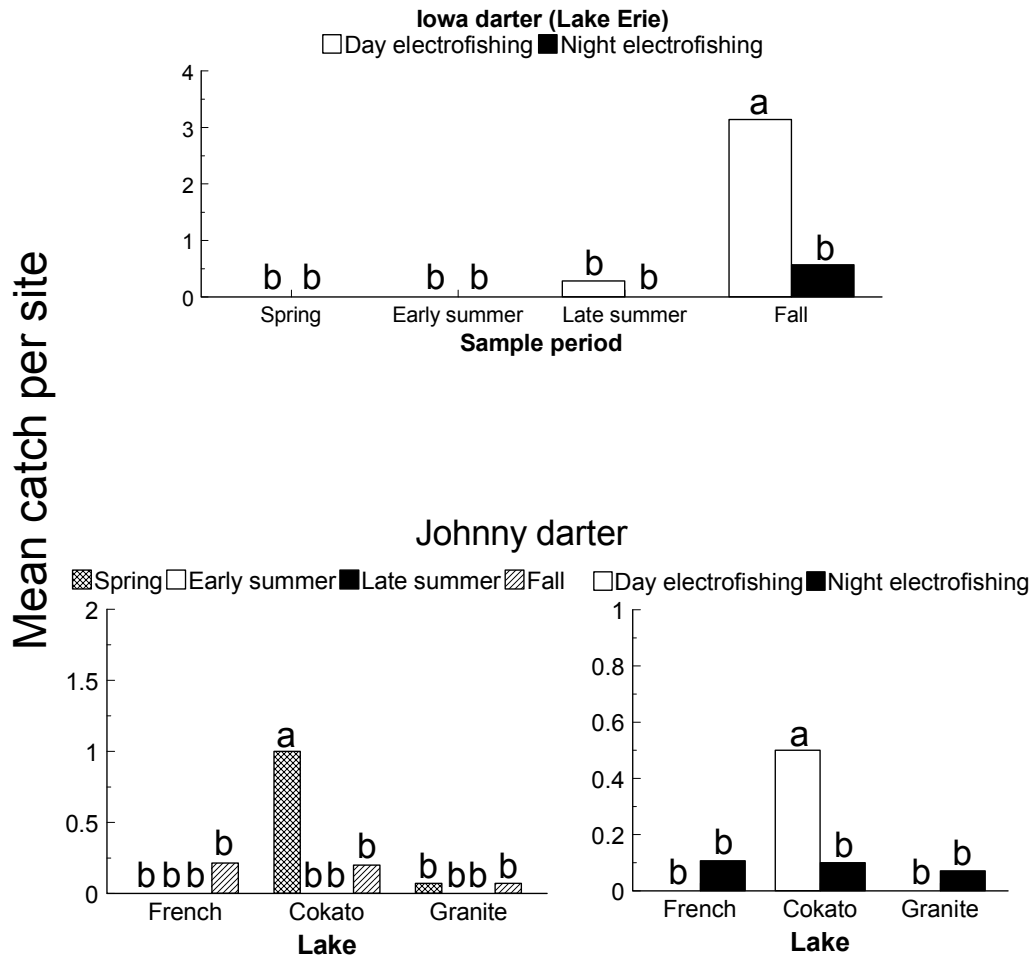 Iowa darter (Lake Erie)
Day electrofishing Night electrofishing
4
3
2
1
0
b b b b b b a b
Spring Early summer Late summer Fall
Sample period
Mean catch per site
Johnny darter
Spring Early summer Late summer Fall
2
1.5
1
0.5
0
b b b b a b b b b b b b
French Cokato Granite
Lake
Day electrofishing Night electrofishing
1
0.8
0.6
0.4
0.2
0
b b a b b b
French Cokato Granite
Lake